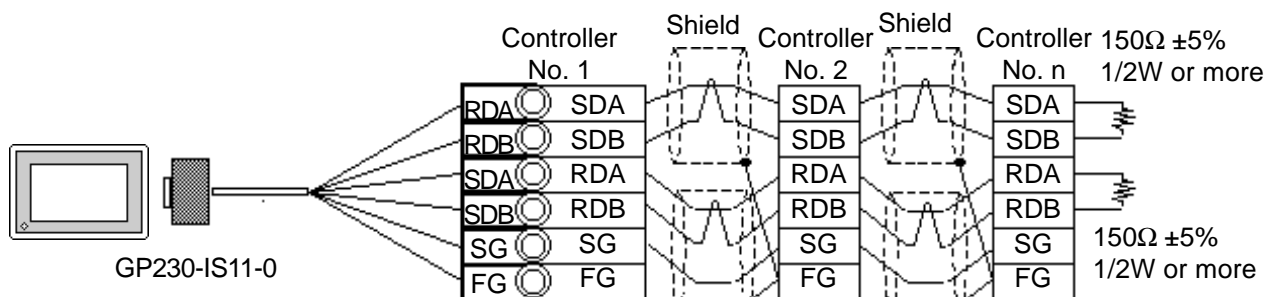 Controller
No. 1
Shield
Controller
No. 2
Shield
Controller
No. n
150Ω ±5%
1/2W or more
RDA SDA SDA SDA
RDB SDB SDB SDB
SDA RDA RDA RDA
SDB RDB RDB RDB
SG SG SG SG
FG FG FG FG
150Ω ±5%
1/2W or more
GP230-IS11-0